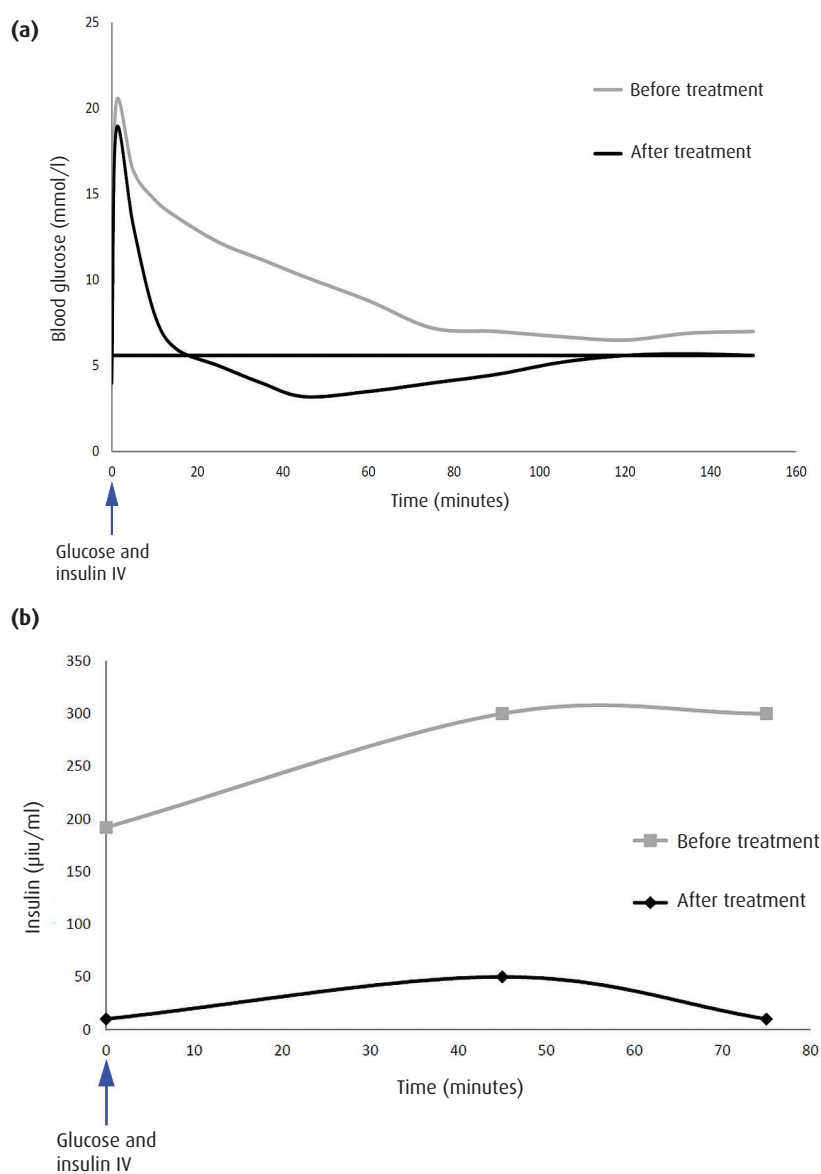 (a)
25
20
15
10
5
0
Blood glucose (mmol/l)
Before treatment
After treatment
0 20 40 60 80 100 120 140 160
Time (minutes)
Glucose and
insulin IV
(b)
350
300
250
200
150
100
50
0
Insulin (µiu/ml)
Before treatment
After treatment
0 10 20 30 40 50 60 70 80
Time (minutes)
Glucose and
insulin IV